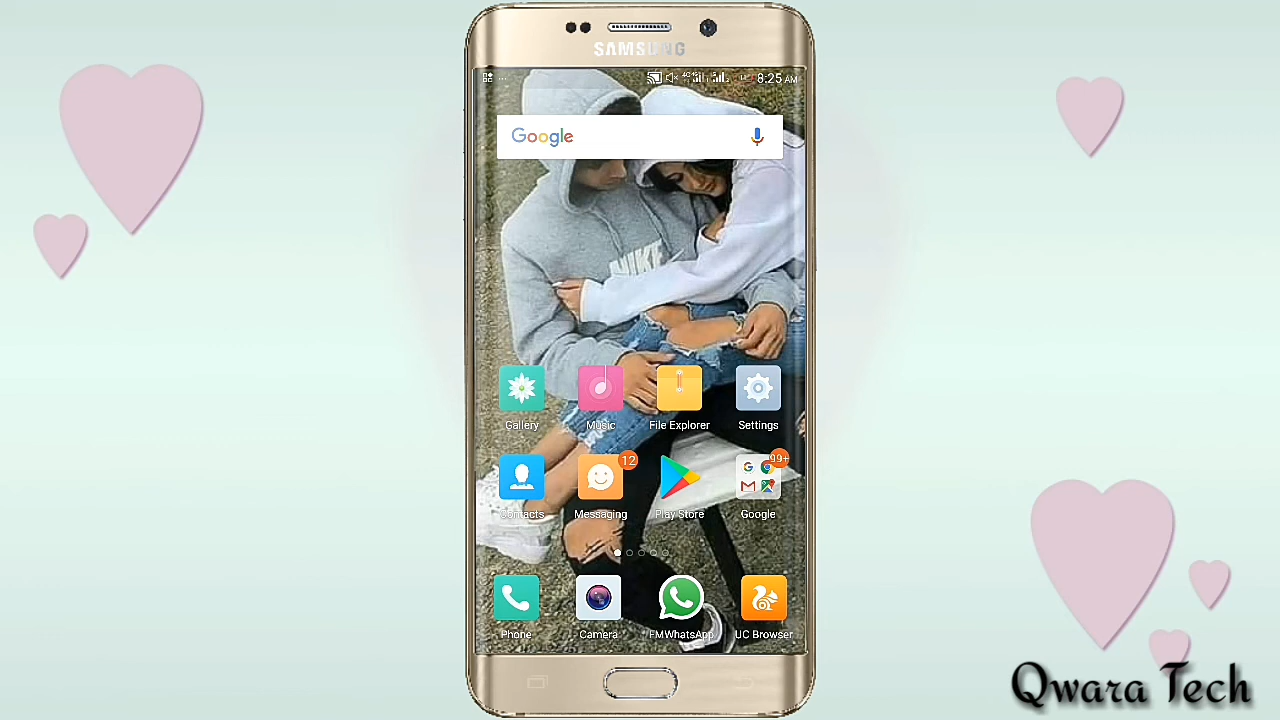 SAMSUNG
8:25 AM
Google
NIKE
Gallery
Music
File Explorer
Settings
12
99+
Contacts
Messaging
Play Store
Google
Phone
Camera
FMWhatsApp
UC Browser
Qwara Tech